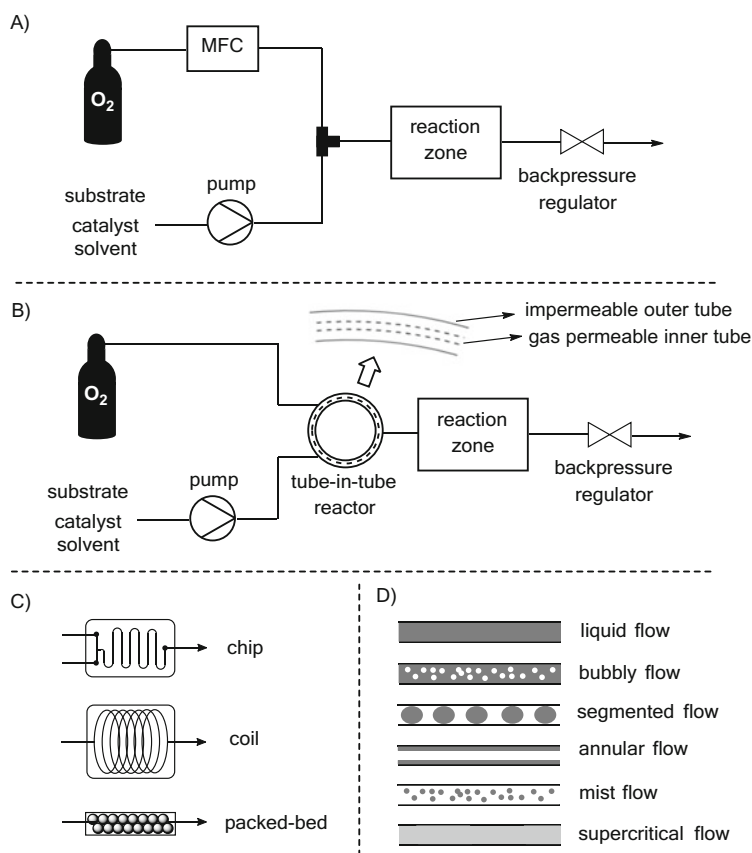 A)
MFC
O2
reaction
zone
pump
substrate
catalyst
solvent
backpressure
regulator
B)
impermeable outer tube
gas permeable inner tube
O2
reaction
zone
pump
substrate
catalyst
solvent
tube-in-tube
reactor
backpressure
regulator
C)
chip
coil
packed-bed
D)
liquid flow
bubbly flow
segmented flow
annular flow
mist flow
supercritical flow